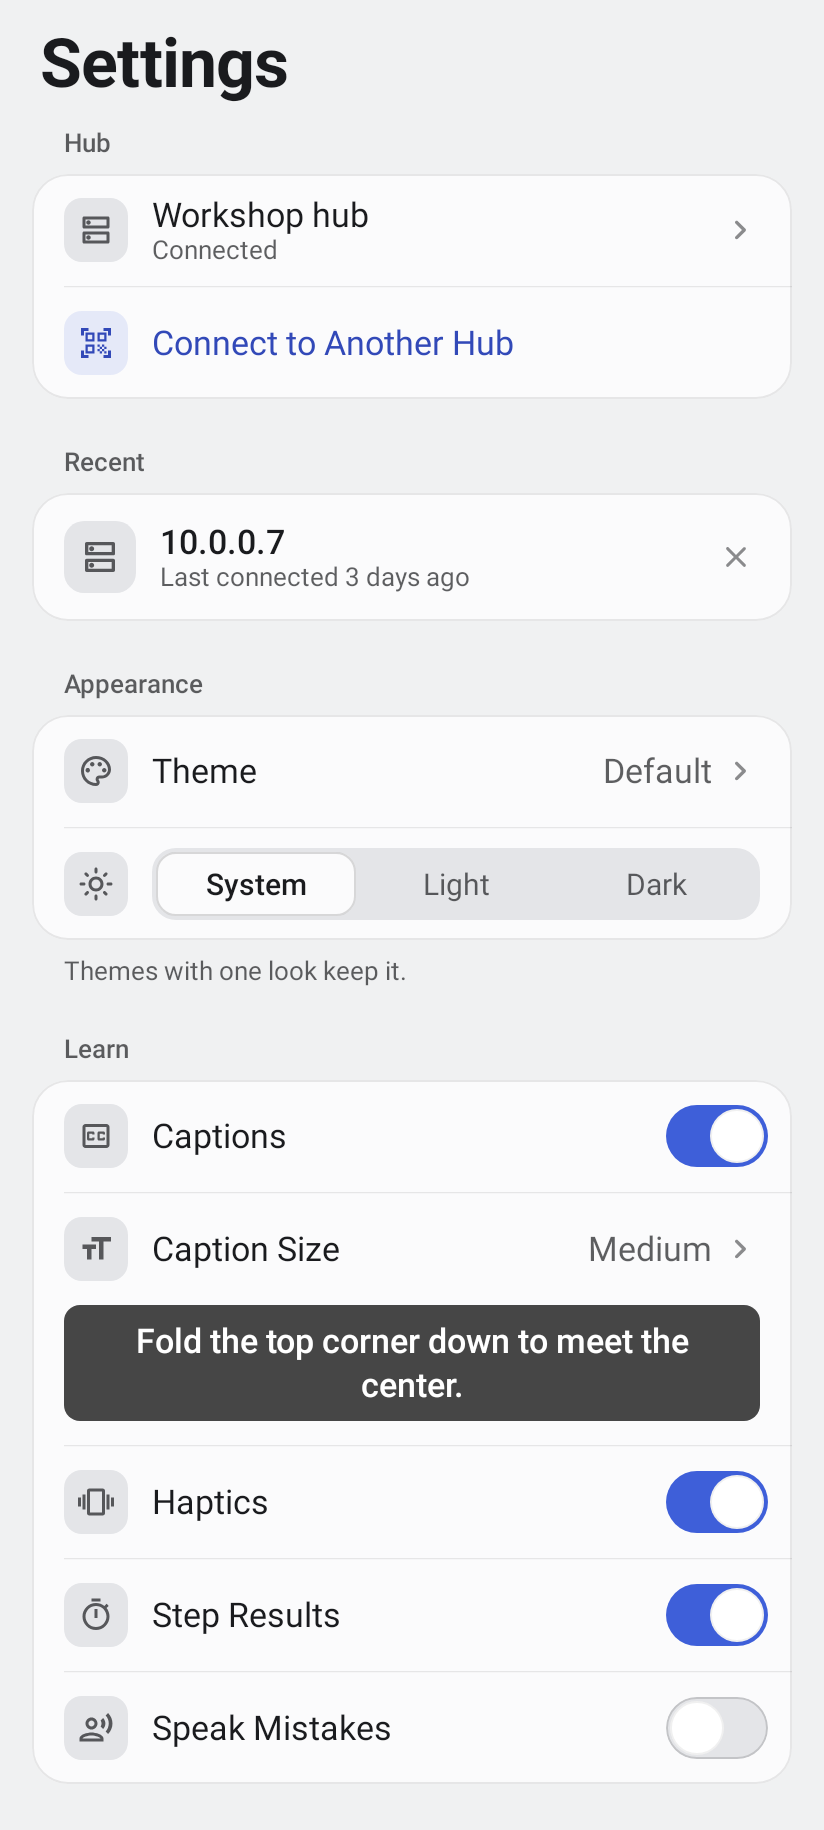 Settings
Hub
Workshop hub
Connected
Connect to Another Hub
Recent
10.0.0.7
Last connected 3 days ago
Appearance
Theme
Default
System
Light
Dark
Themes with one look keep it.
Learn
Captions
Caption Size
Medium
Fold the top corner down to meet the
center.
Haptics
Step Results
Speak Mistakes